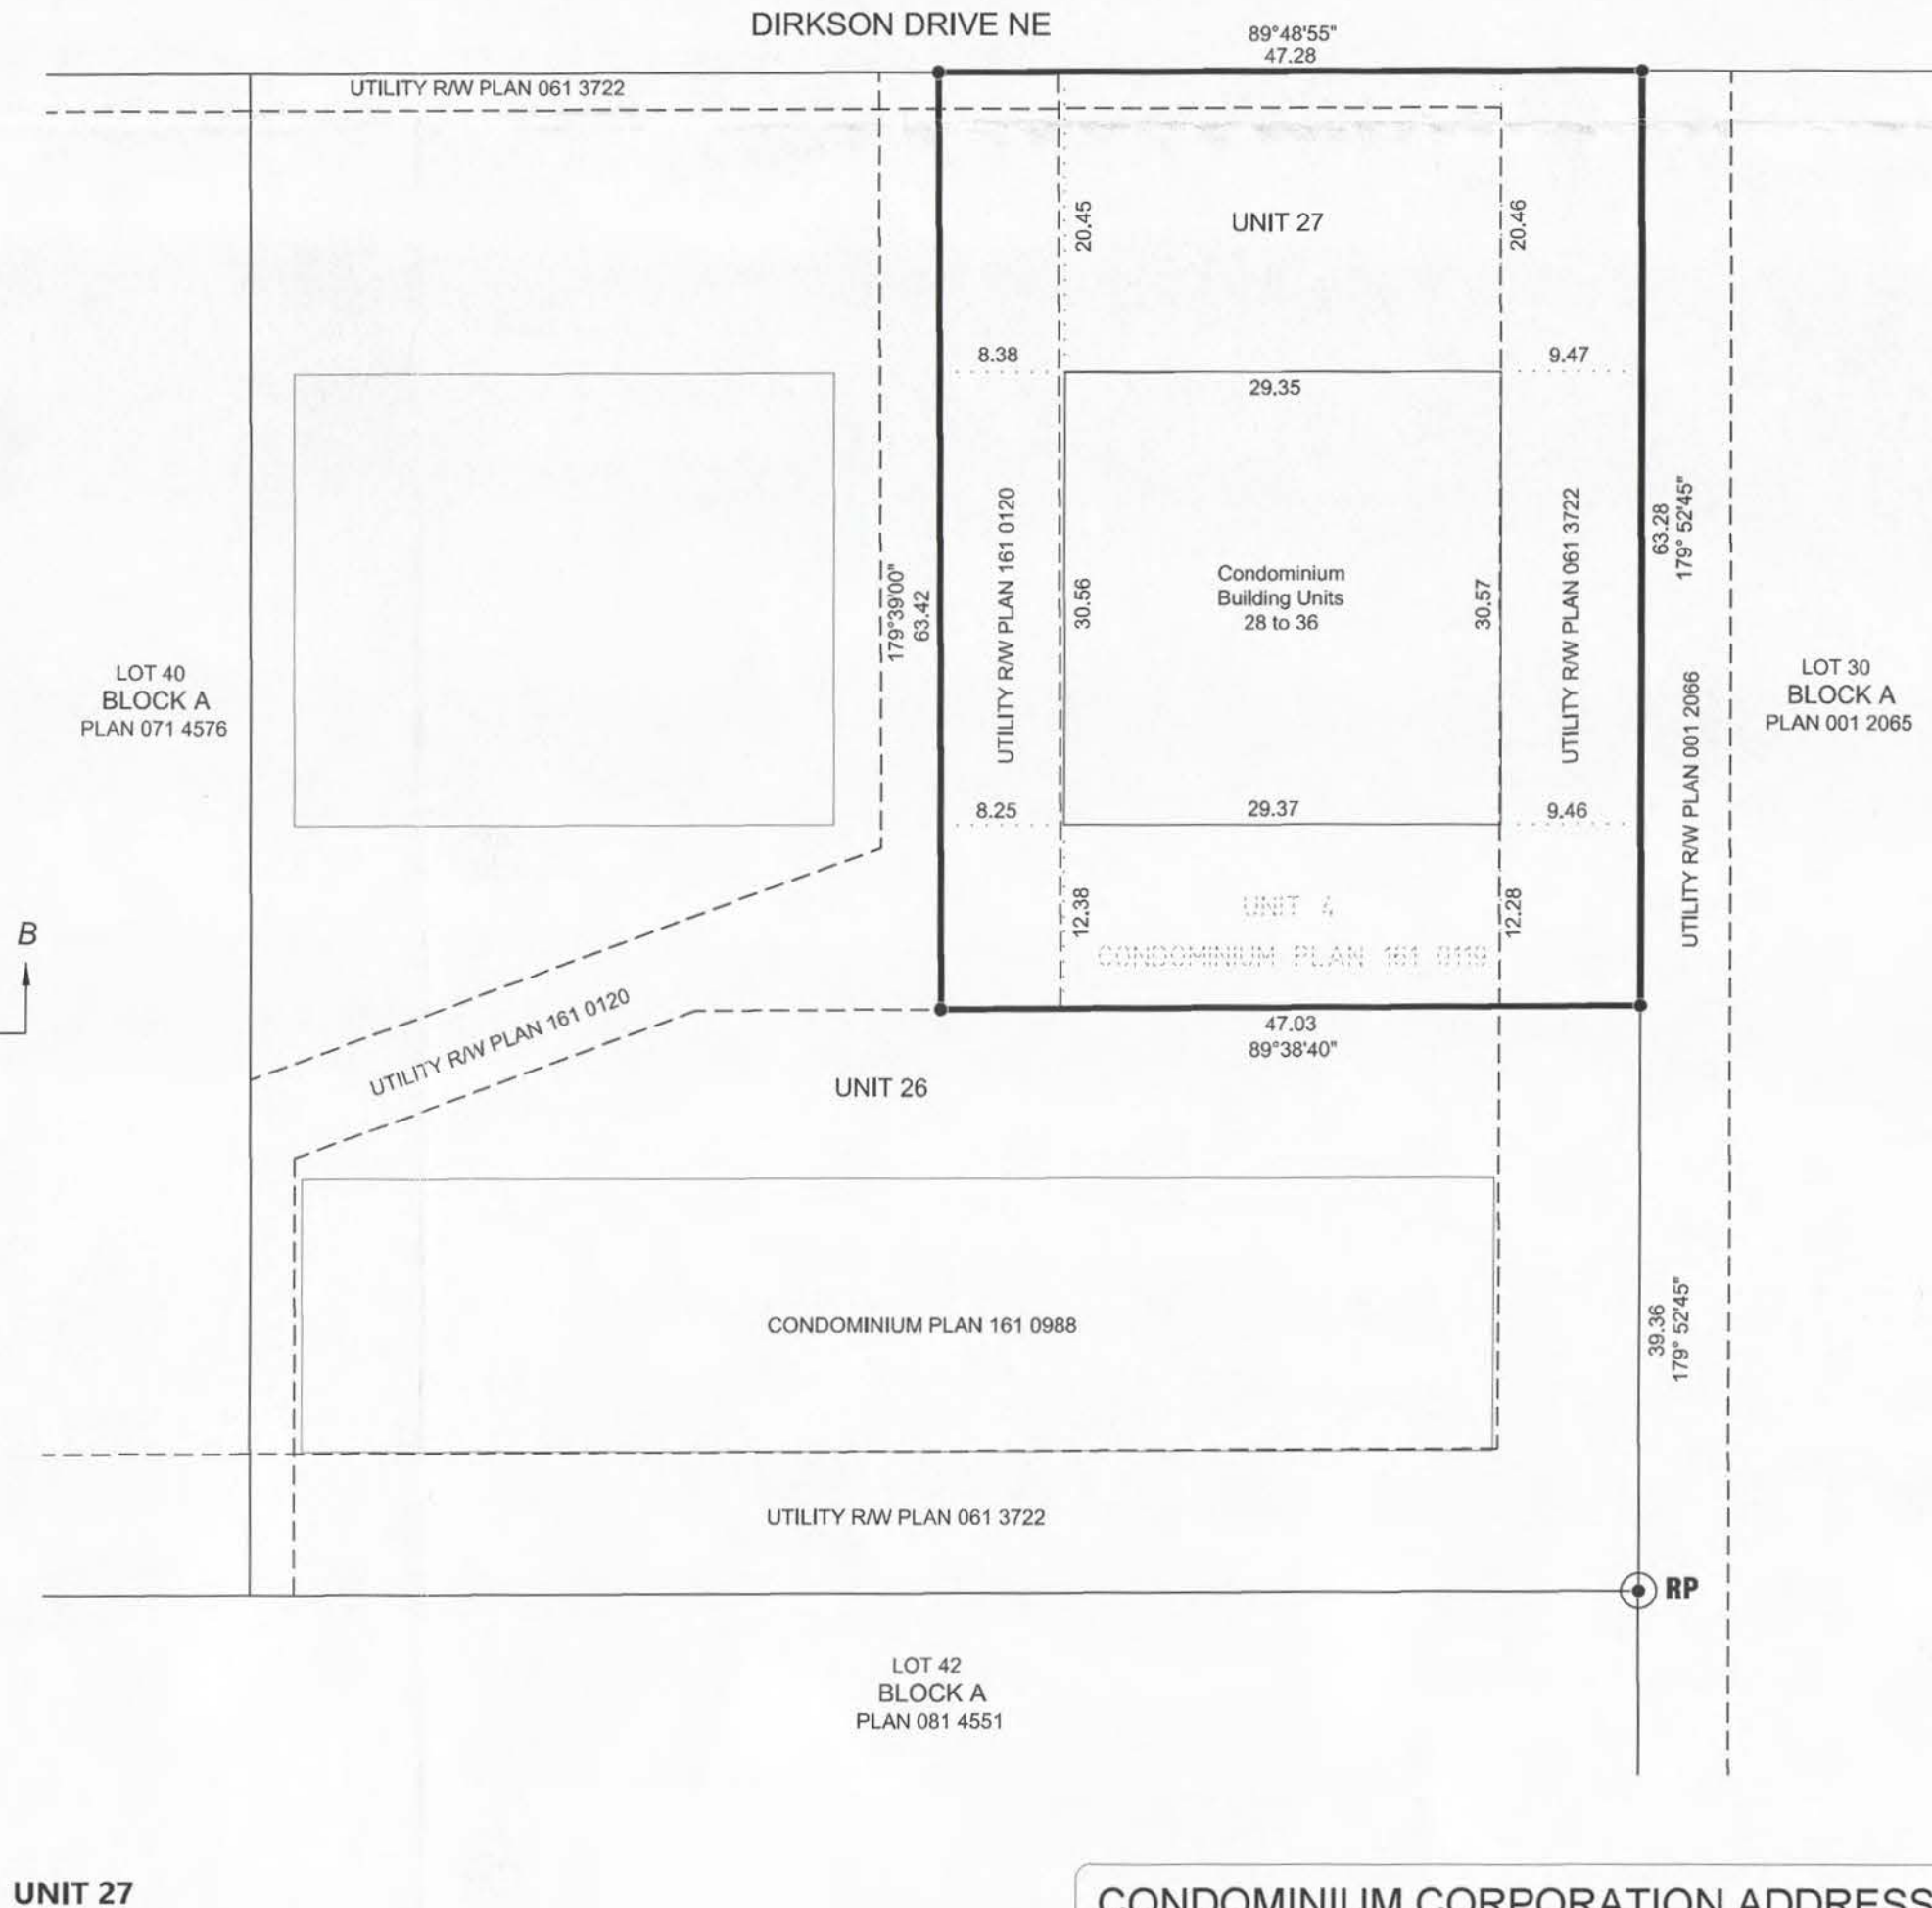 DIRKSON DRIVE NE
89°48'55"
47.28
UTILITY R/W PLAN 061 3722
20.45
UNIT 27
20.46
8.38
9.47
29.35
179°39'00"
63.42
UTILITY R/W PLAN 161 0120
30.56
Condominium
Building Units
28 to 36
30.57
UTILITY R/W PLAN 061 3722
63.28
179° 52'45"
LOT 40
BLOCK A
PLAN 071 4576
UTILITY R/W PLAN 001 2066
LOT 30
BLOCK A
PLAN 001 2065
8.25
29.37
9.46
12.38
UNIT 4
CONDOMINIUM PLAN 161 0119
12.28
B
UTILITY R/W PLAN 161 0120
47.03
89°38'40"
UNIT 26
CONDOMINIUM PLAN 161 0988
39.36
179° 52'45"
UTILITY R/W PLAN 061 3722
RP
LOT 42
BLOCK A
PLAN 081 4551
UNIT 27
CONDOMINIUM CORPORATION ADDRESS